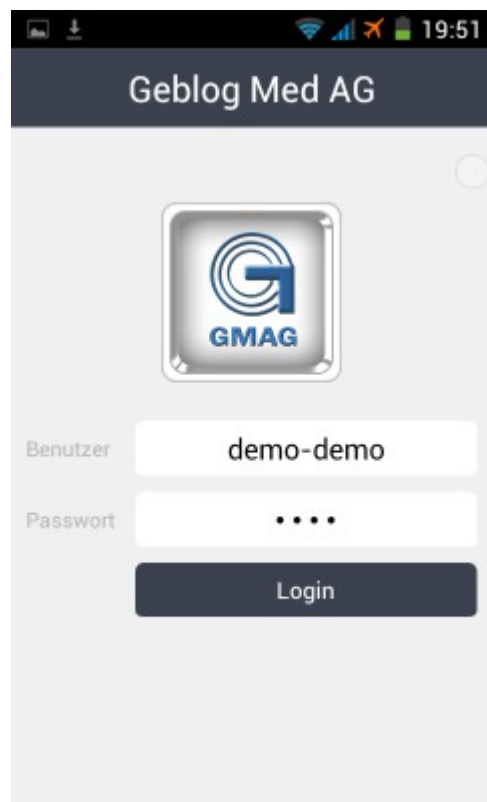 19:51
Geblog Med AG
GMAG
Benutzer demo-demo
Passwort ••••
Login